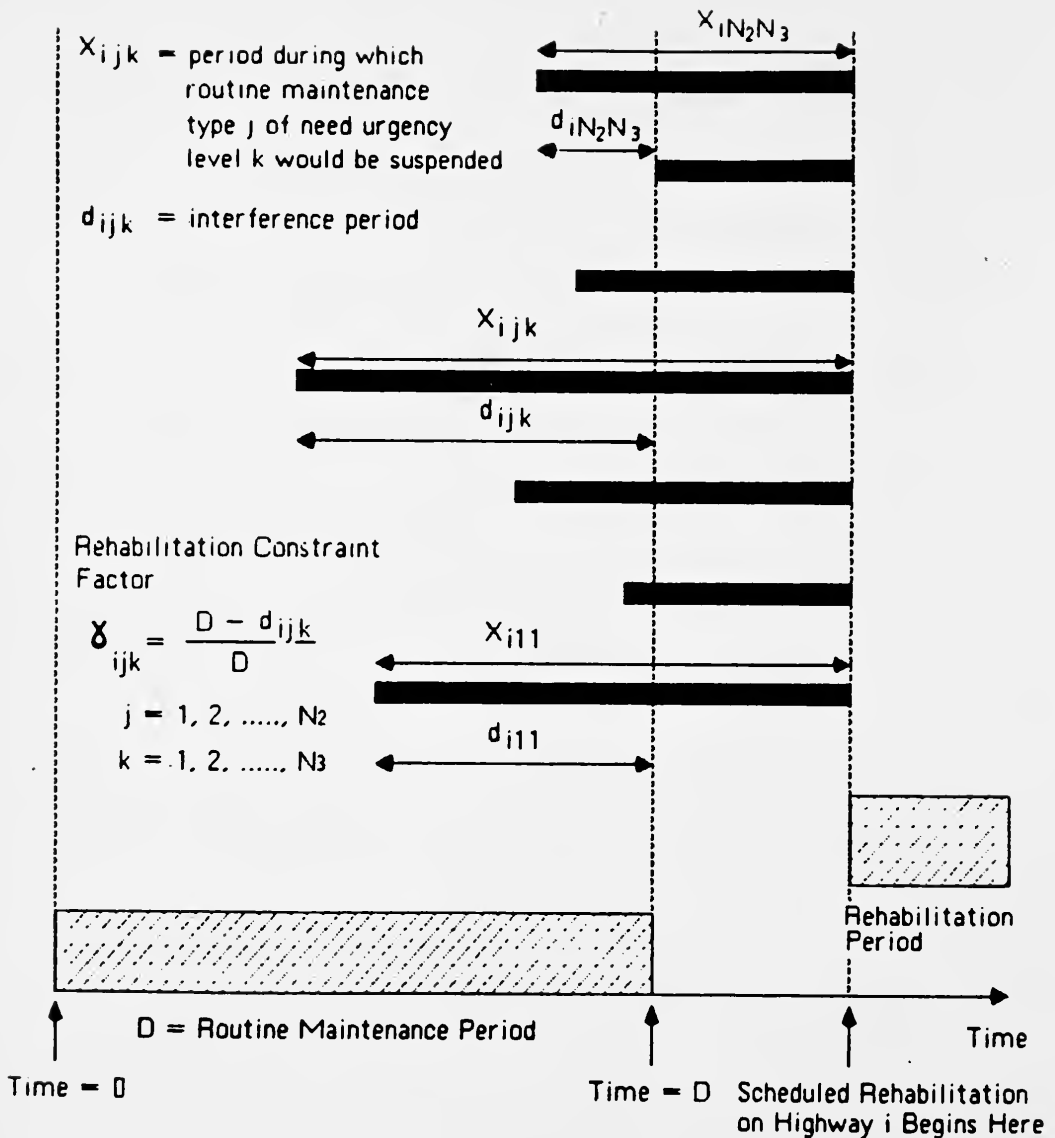 X_ijk = period during which
routine maintenance
type j of need urgency
level k would be suspended
d_ijk = interference period
X_iN₂N₃
d_iN₂N₃
X_ijk
d_ijk
Rehabilitation Constraint
Factor
ɣ_ijk = (D - d_ijk) / D
j = 1, 2, ....., N₂
k = 1, 2, ....., N₃
X_i11
d_i11
Rehabilitation
Period
D = Routine Maintenance Period
Time
Time = 0
Time = D
Scheduled Rehabilitation
on Highway i Begins Here